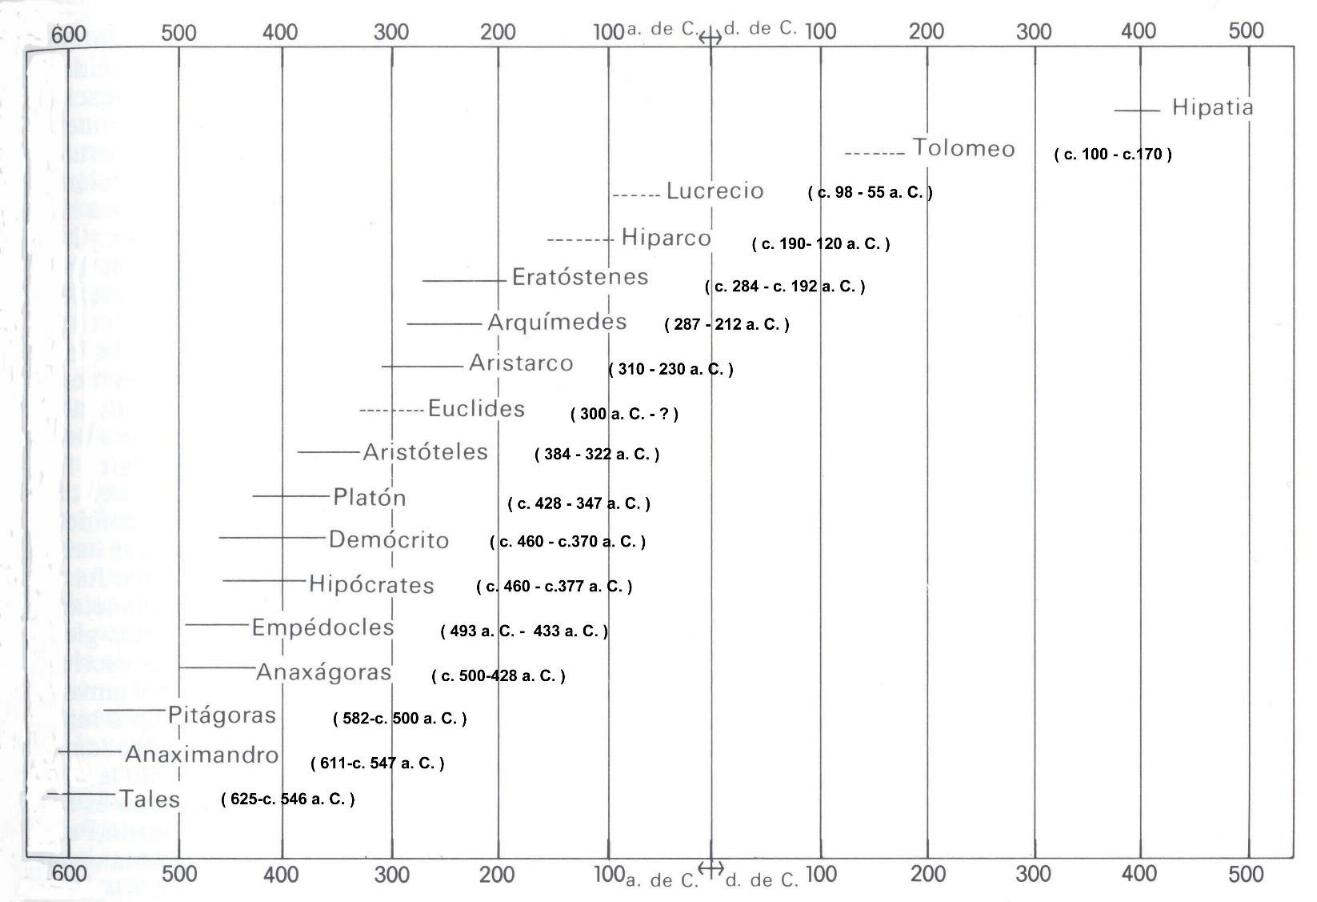 600 500 400 300 200 100 a. de C. d. de C. 100 200 300 400 500
Hipatia
Tolomeo ( c. 100 - c.170 )
Lucrecio ( c. 98 - 55 a. C. )
Hiparco ( c. 190- 120 a. C. )
Eratóstenes ( c. 284 - c. 192 a. C. )
Arquímedes ( 287 - 212 a. C. )
Aristarco ( 310 - 230 a. C. )
Euclides ( 300 a. C. - ? )
Aristóteles ( 384 - 322 a. C. )
Platón ( c. 428 - 347 a. C. )
Demócrito ( c. 460 - c.370 a. C. )
Hipócrates ( c. 460 - c.377 a. C. )
Empédocles ( 493 a. C. - 433 a. C. )
Anaxágoras ( c. 500-428 a. C. )
Pitágoras ( 582-c. 500 a. C. )
Anaximandro ( 611-c. 547 a. C. )
Tales ( 625-c. 546 a. C. )
600 500 400 300 200 100 a. de C. d. de C. 100 200 300 400 500